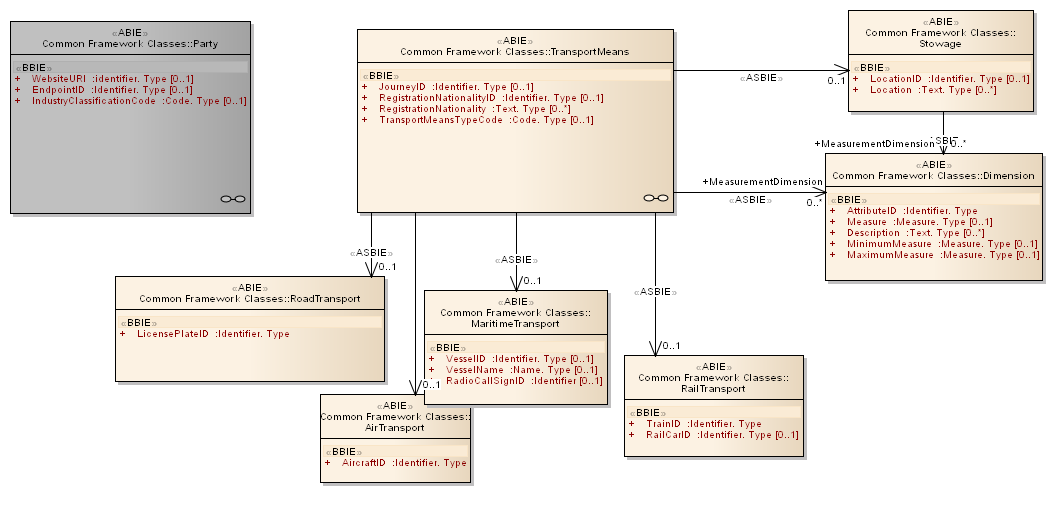 «ABIE»
Common Framework Classes::Party
«BBIE»
+ WebsiteURI :identifier. Type [0..1]
+ EndpointID :Identifier. Type [0..1]
+ IndustryClassificationCode :Code. Type [0..1]
«ABIE»
Common Framework Classes::TransportMeans
«BBIE»
+ JourneyID :Identifier. Type [0..1]
+ RegistrationNationalityID :Identifier. Type [0..1]
+ RegistrationNationality :Text. Type [0..*]
+ TransportMeansTypeCode :Code. Type [0..1]
«ABIE»
Common Framework Classes::
Stowage
«BBIE»
+ LocationID :Identifier. Type [0..1]
+ Location :Text. Type [0..*]
«ASBIE»
0..1
«ASBIE»
+MeasurementDimension 0..*
«ABIE»
Common Framework Classes::Dimension
«BBIE»
+ AttributeID :Identifier. Type
+ Measure :Measure. Type [0..1]
+ Description :Text. Type [0..*]
+ MinimumMeasure :Measure. Type [0..1]
+ MaximumMeasure :Measure. Type [0..1]
+MeasurementDimension
«ASBIE»
0..*
«ASBIE»
0..1
«ABIE»
Common Framework Classes::RoadTransport
«BBIE»
+ LicensePlateID :Identifier. Type
«ASBIE»
0..1
«ABIE»
Common Framework Classes::
MaritimeTransport
«BBIE»
+ VesselID :Identifier. Type [0..1]
+ VesselName :Name. Type [0..1]
+ RadioCallSignID :Identifier [0..1]
«ASBIE»
0..1
«ABIE»
Common Framework Classes::
RailTransport
«BBIE»
+ TrainID :Identifier. Type
+ RailCarID :Identifier. Type [0..1]
0..1
«ABIE»
Common Framework Classes::
AirTransport
«BBIE»
+ AircraftID :Identifier. Type